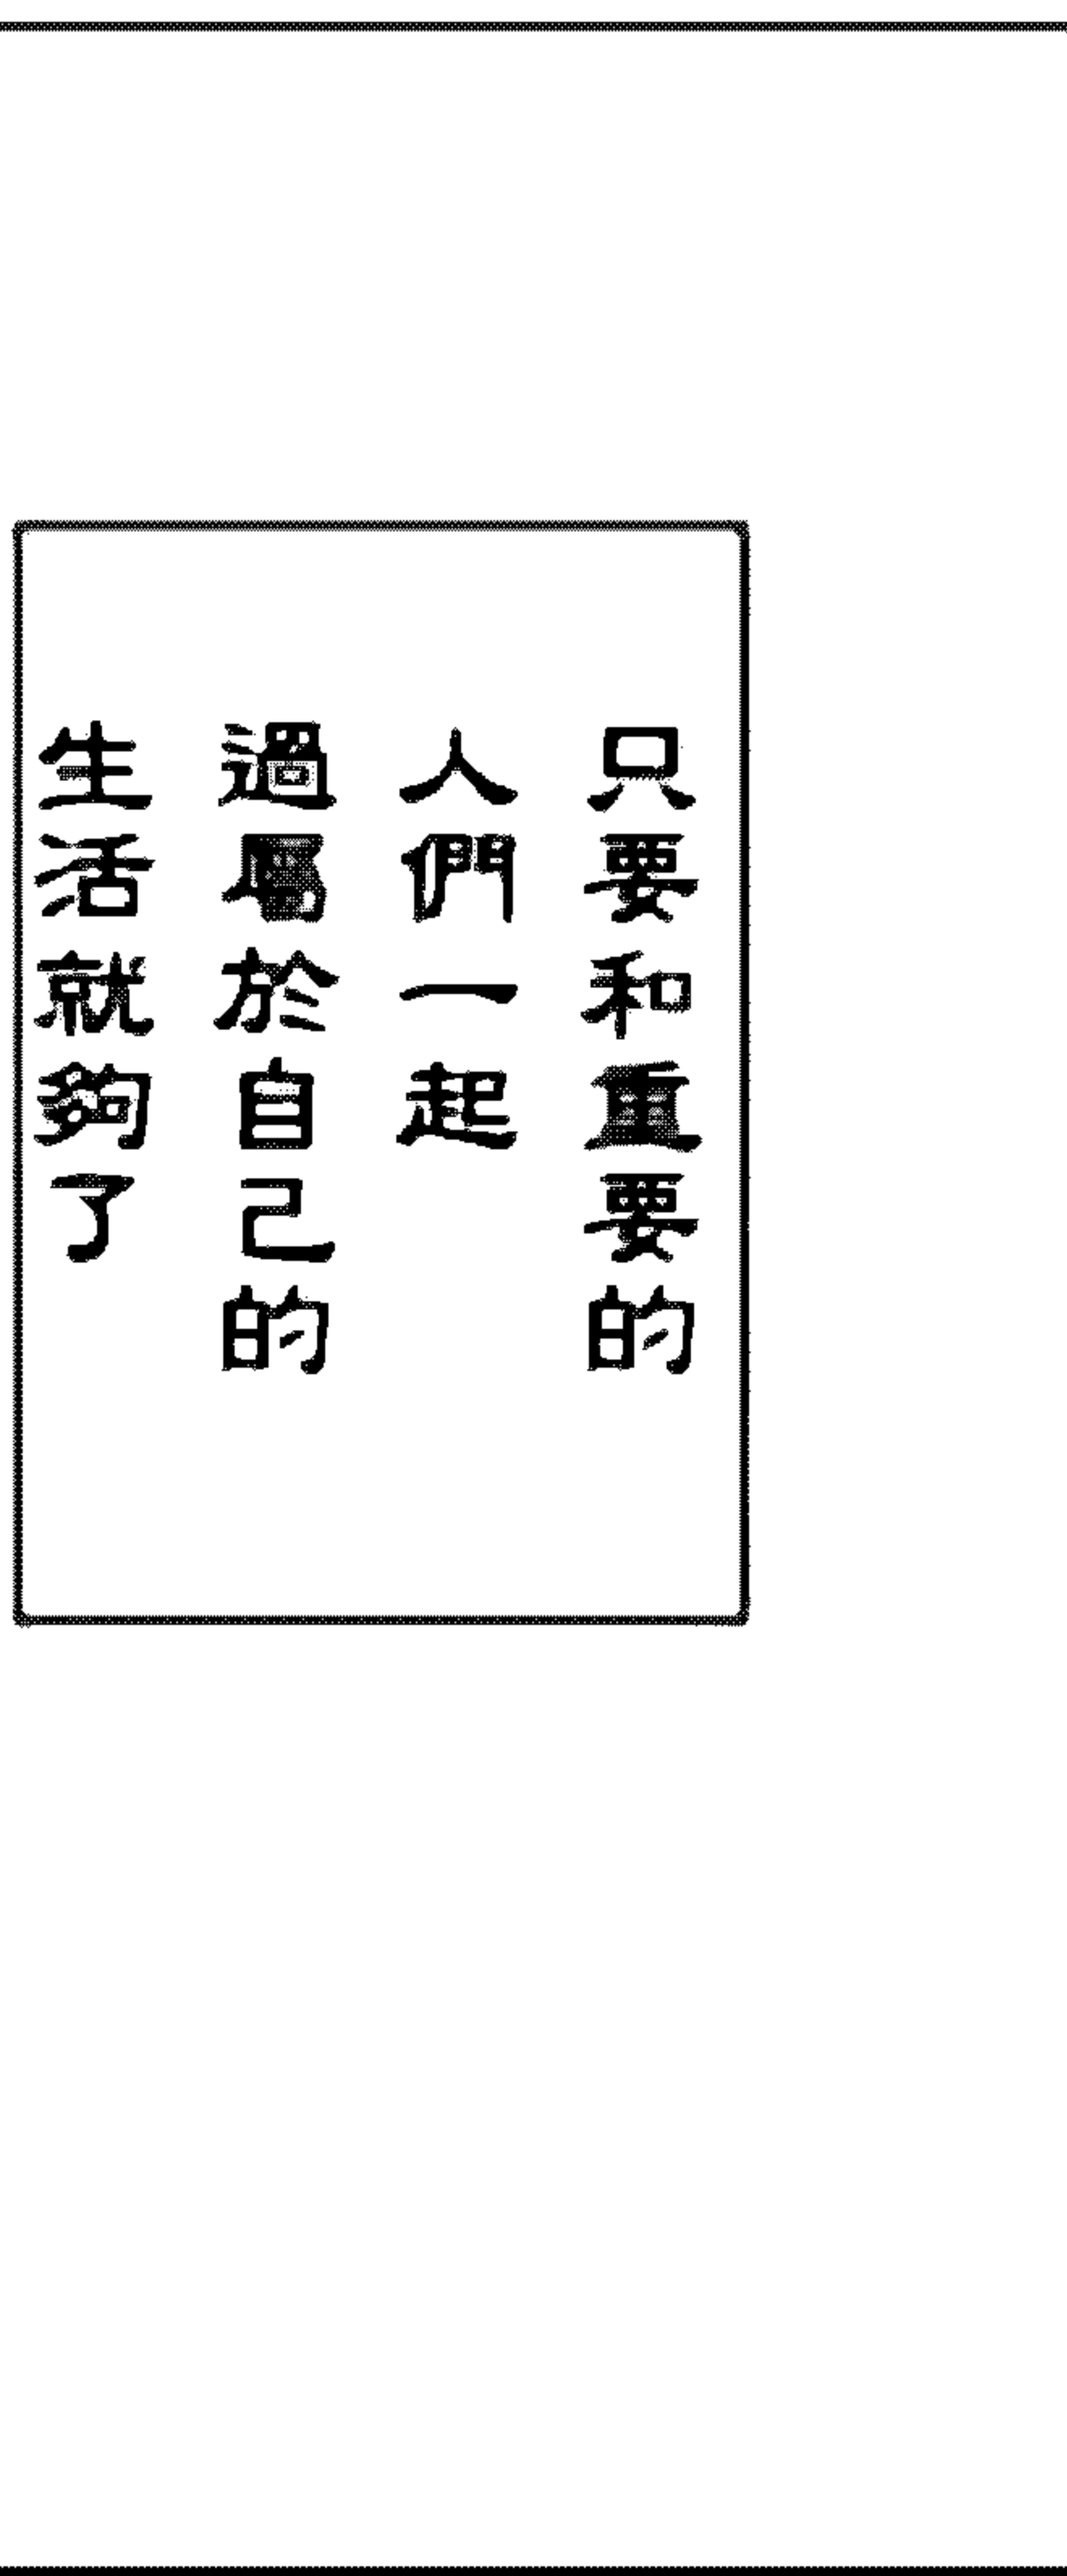 只要和重要的
人們一起
過屬於自己的
生活就夠了